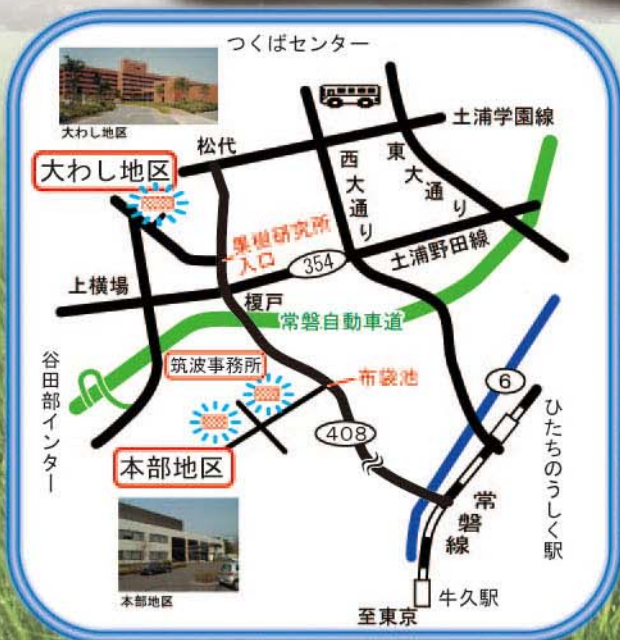 つくばセンター
大わし地区
松代
土浦学園線
大わし地区
西大通り
東大通り
果樹研究所
入口
354
土浦野田線
上横場
榎戸
常磐自動車道
谷田部インター
筑波事務所
布袋池
6
408
本部地区
ひたちのうしく駅
常磐線
本部地区
牛久駅
至東京